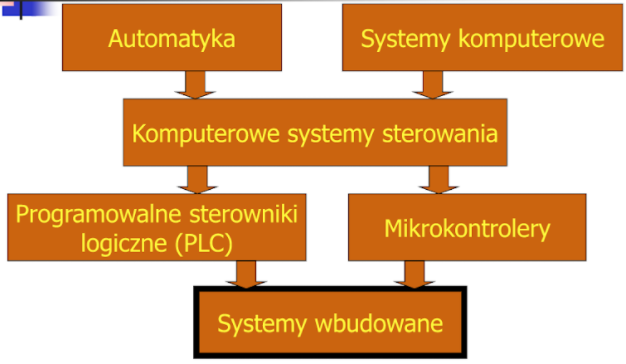 Automatyka
Systemy komputerowe
Komputerowe systemy sterowania
Programowalne sterowniki
logiczne (PLC)
Mikrokontrolery
Systemy wbudowane